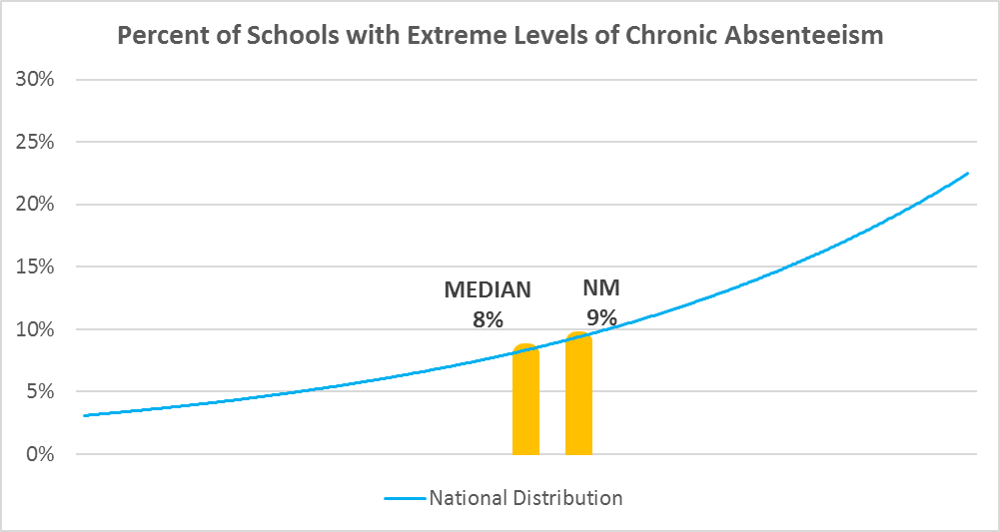 Percent of Schools with Extreme Levels of Chronic Absenteeism
30%
25%
20%
15%
10%
5%
0%
MEDIAN
8%
NM
9%
National Distribution